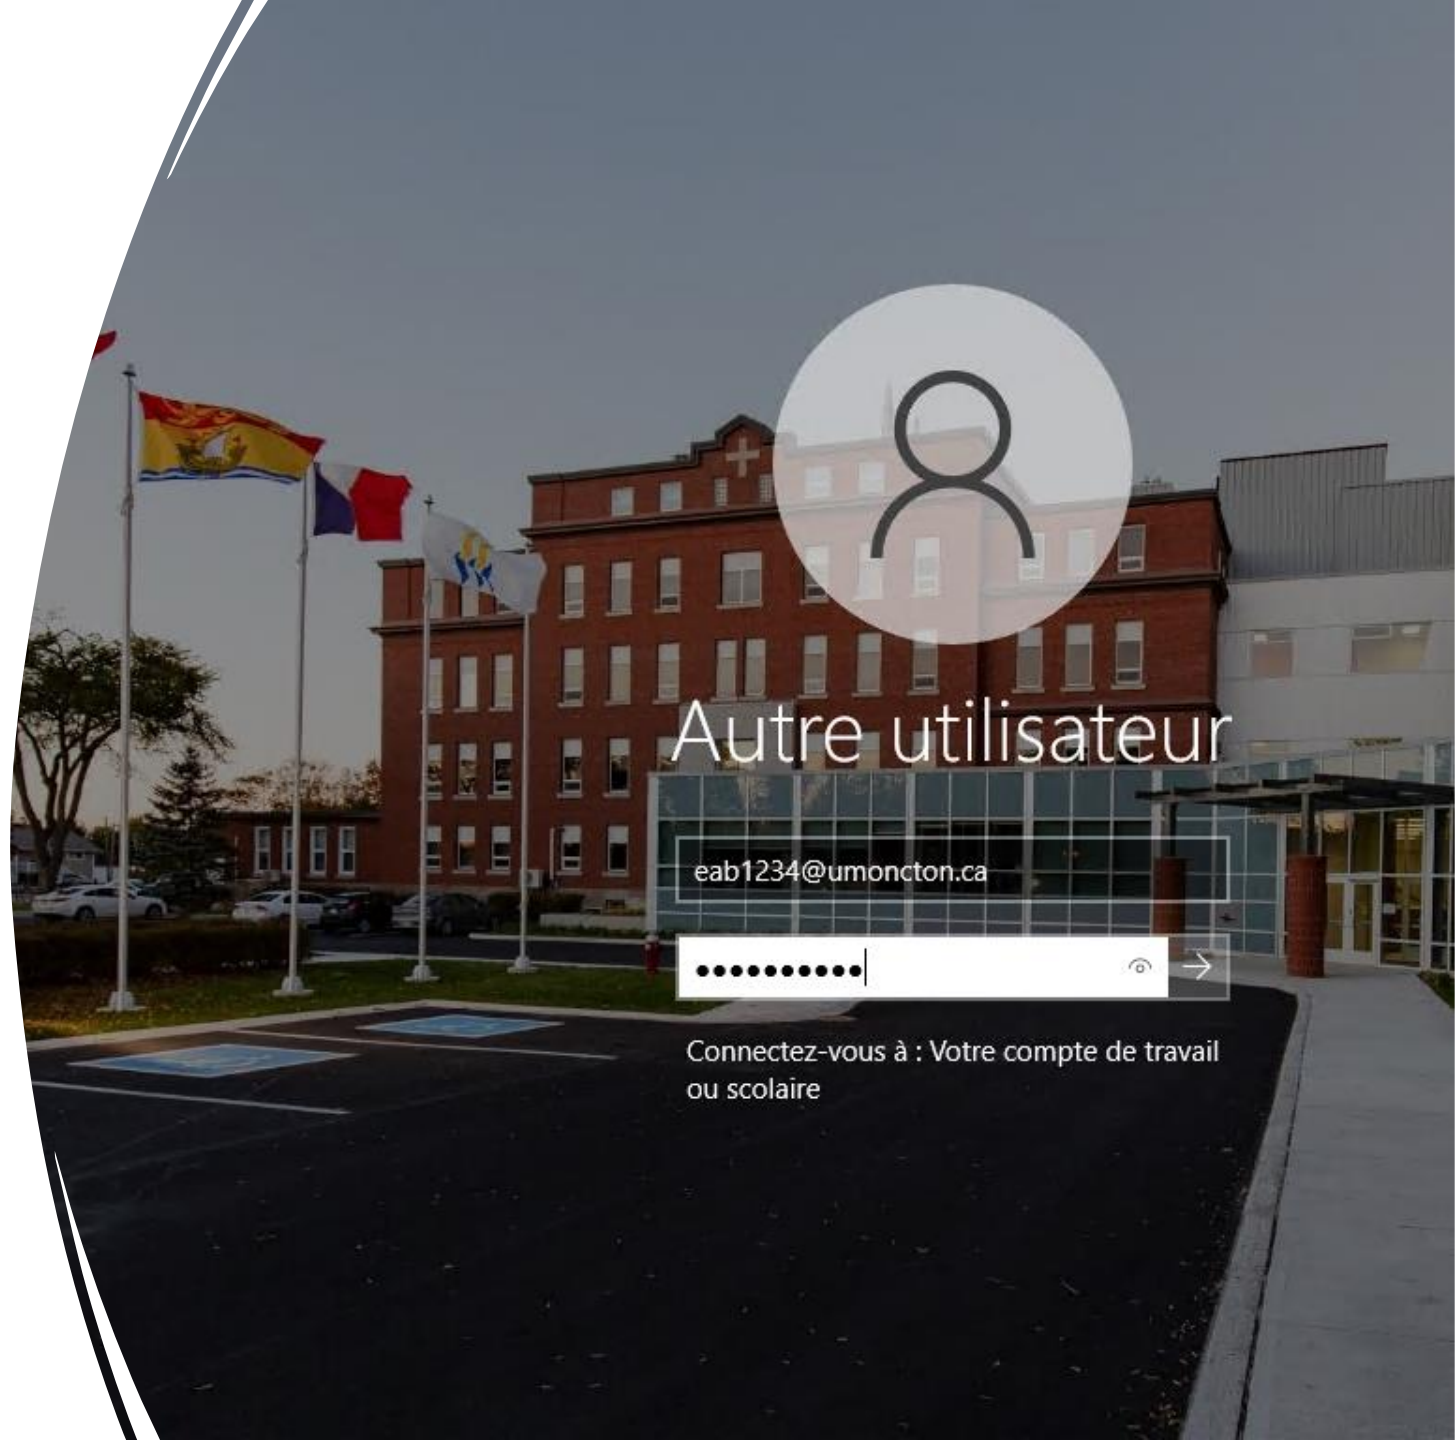 Autre utilisateur
eab1234@umoncton.ca
••••••••••
Connectez-vous à : Votre compte de travail
ou scolaire